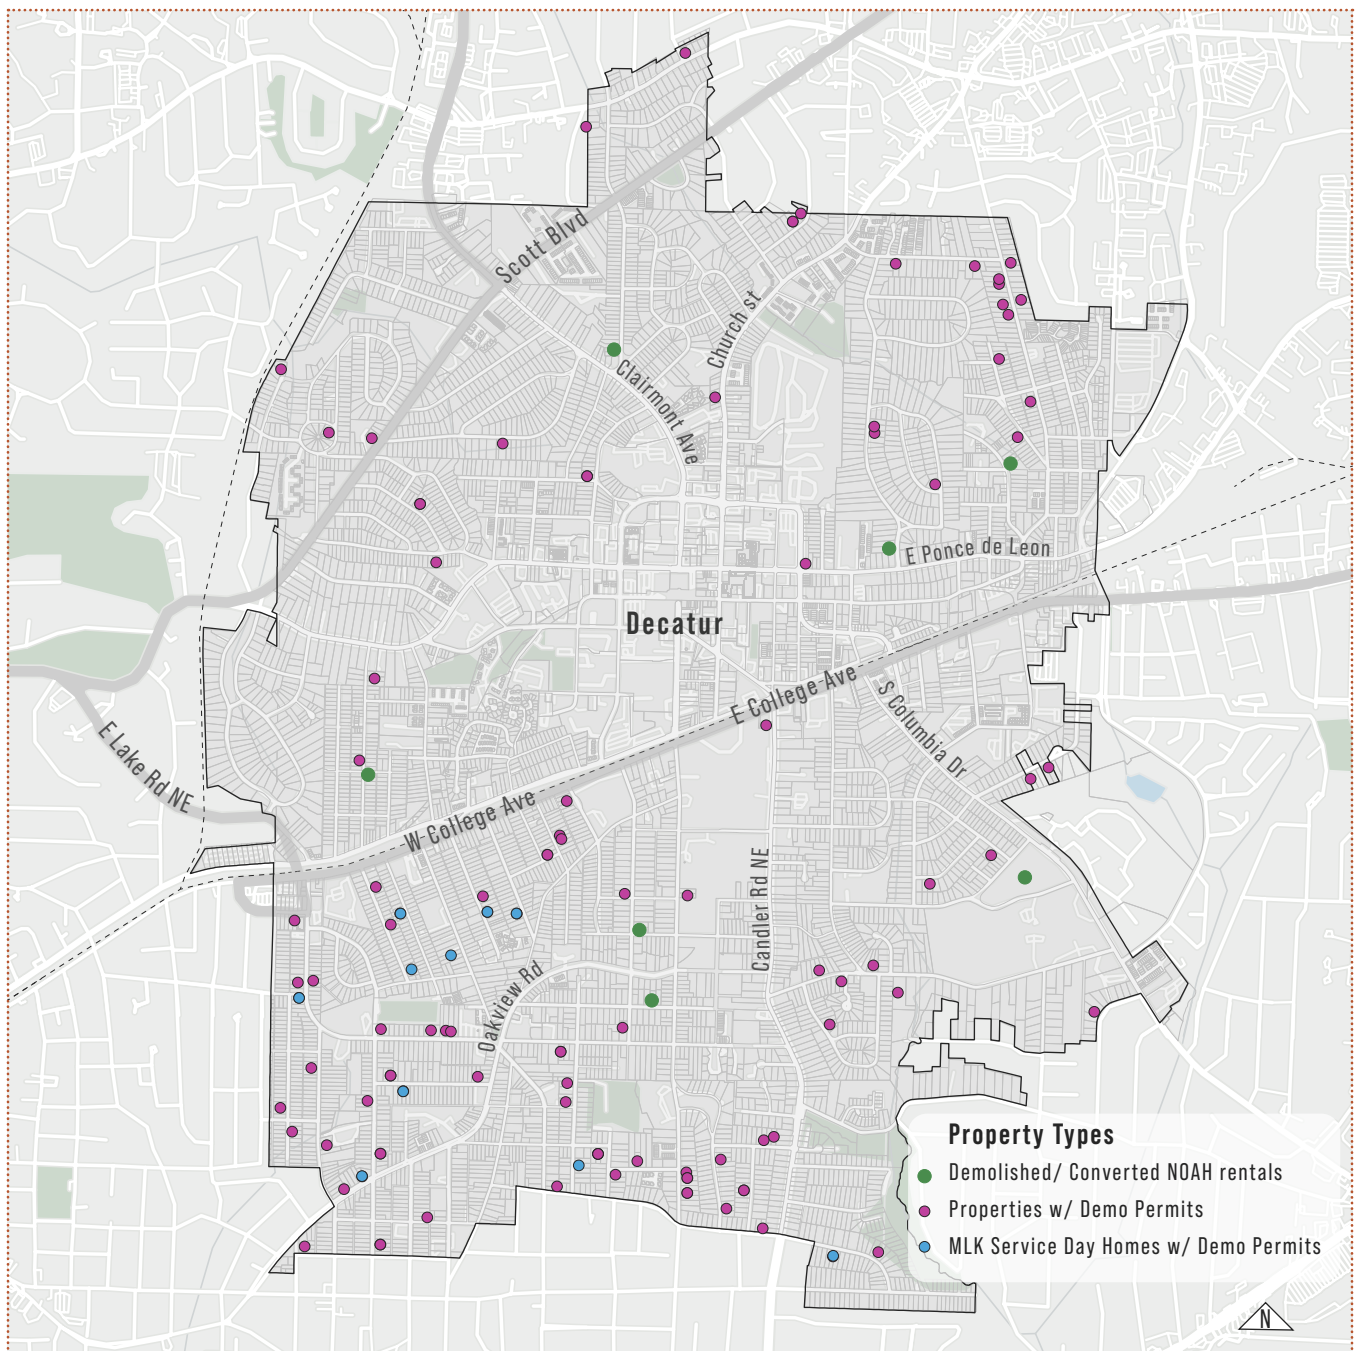 Scott Blvd
Church st
Clairmont Ave
E Ponce de Leon
Decatur
E College Ave
S Columbia Dr
E Lake Rd NE
W College Ave
Candler Rd NE
Oakview Rd
Property Types
Demolished/ Converted NOAH rentals
Properties w/ Demo Permits
MLK Service Day Homes w/ Demo Permits
N